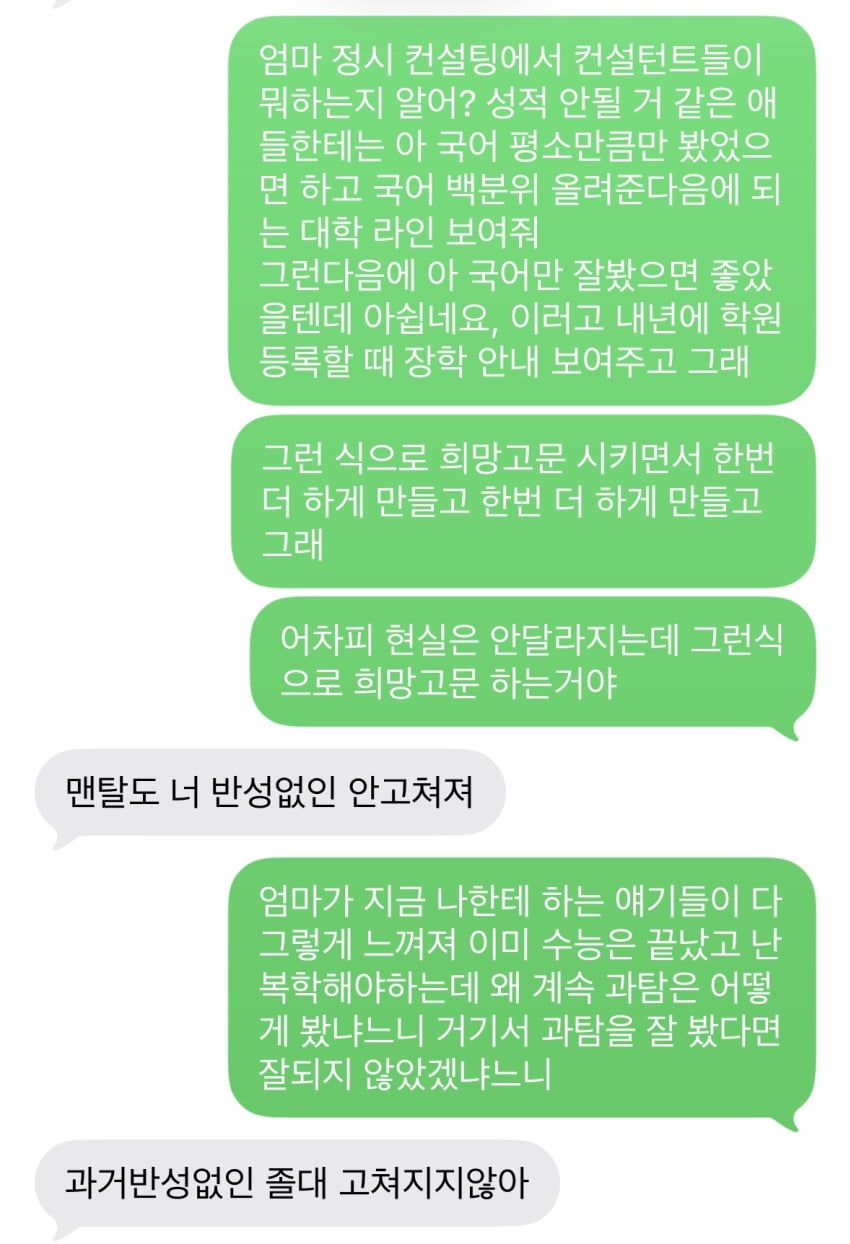 엄마 정시 컨설팅에서 컨설턴트들이
뭐하는지 알어? 성적 안될 거 같은 애
들한테는 아 국어 평소만큼만 봤었으
면 하고 국어 백분위 올려준다음에 되
는 대학 라인 보여줘
그런다음에 아 국어만 잘봤으면 좋았
을텐데 아쉽네요, 이러고 내년에 학원
등록할 때 장학 안내 보여주고 그래
그런 식으로 희망고문 시키면서 한번
더 하게 만들고 한번 더 하게 만들고
그래
어차피 현실은 안달라지는데 그런식
으로 희망고문 하는거야
맨탈도 너 반성없인 안고쳐져
엄마가 지금 나한테 하는 얘기들이 다
그렇게 느껴져 이미 수능은 끝났고 난
복학해야하는데 왜 계속 과탐은 어떻
게 봤냐느니 거기서 과탐을 잘 봤다면
잘되지 않았겠냐느니
과거반성없인 졸대 고쳐지지않아